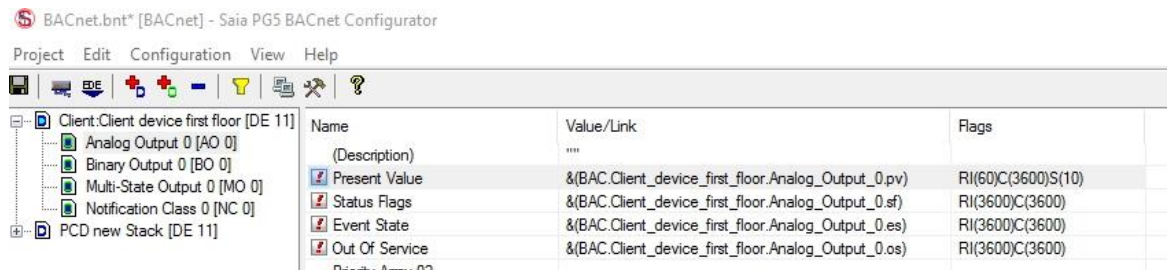 BACnet.bnt* [BACnet] - Saia PG5 BACnet Configurator
Project Edit Configuration View Help
EDE
Client:Client device first floor [DE 11]
Analog Output 0 [AO 0]
Binary Output 0 [BO 0]
Multi-State Output 0 [MO 0]
Notification Class 0 [NC 0]
PCD new Stack [DE 11]
Name Value/Link Flags
(Description) ""
Present Value &(BAC.Client_device_first_floor.Analog_Output_0.pv) RI(60)C(3600)S(10)
Status Flags &(BAC.Client_device_first_floor.Analog_Output_0.sf) RI(3600)C(3600)
Event State &(BAC.Client_device_first_floor.Analog_Output_0.es) RI(3600)C(3600)
Out Of Service &(BAC.Client_device_first_floor.Analog_Output_0.os) RI(3600)C(3600)